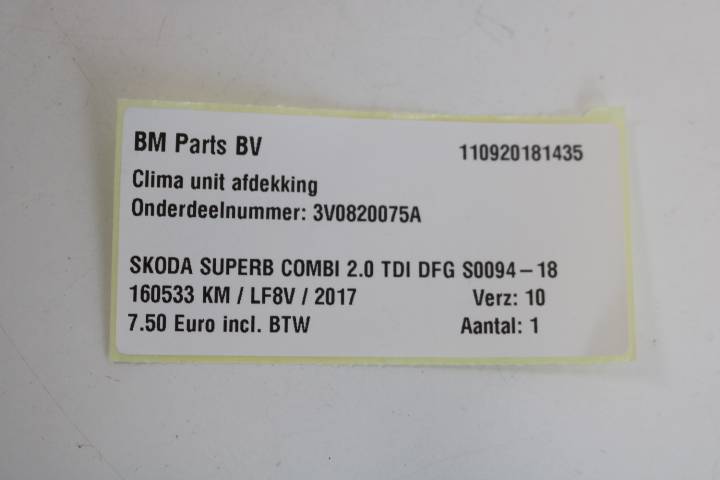 BM Parts BV 110920181435
Clima unit afdekking
Onderdeelnummer: 3V0820075A
SKODA SUPERB COMBI 2.0 TDI DFG S0094-18
160533 KM / LF8V / 2017 Verz: 10
7.50 Euro incl. BTW Aantal: 1